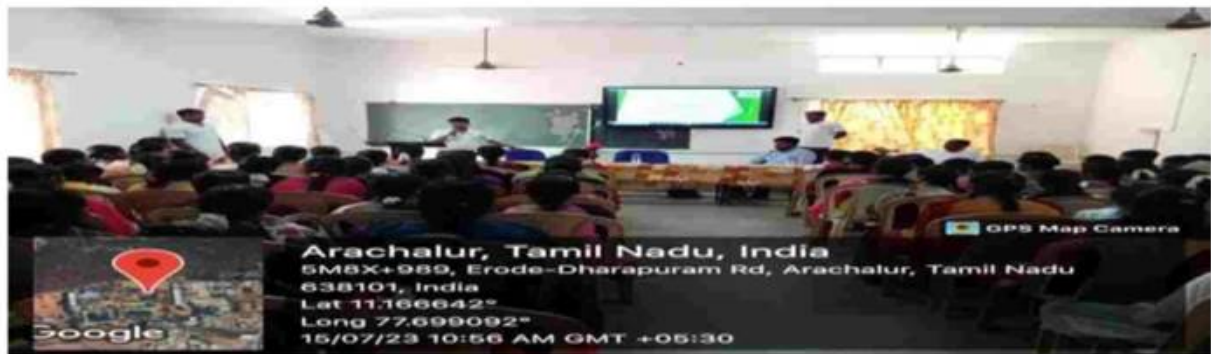 GPS Map Camera
Arachalur, Tamil Nadu, India
5M8X+989, Erode-Dharapuram Rd, Arachalur, Tamil Nadu
638101, India
Lat 11.166642°
Long 77.699092°
15/07/23 10:56 AM GMT +05:30
Google